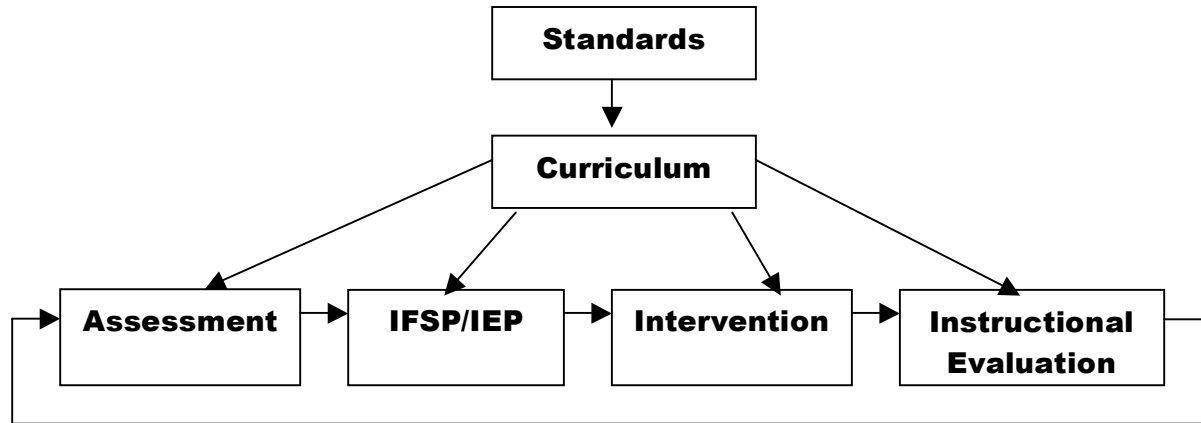 Standards
Curriculum
Assessment
IFSP/IEP
Intervention
Instructional
Evaluation